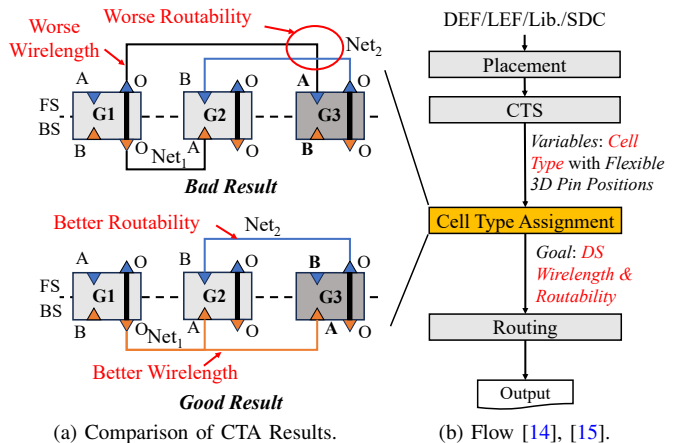 Worse Routability
Worse
Wirelength
Net2
A O B O A O
FS
BS
G1 G2 G3
B O A O B O
Net1
Bad Result
Better Routability
Net2
A O B O B O
FS
BS
G1 G2 G3
B O A O A O
Net1
Better Wirelength
Good Result
(a) Comparison of CTA Results.
DEF/LEF/Lib./SDC
Placement
CTS
Variables: Cell
Type with Flexible
3D Pin Positions
Cell Type Assignment
Goal: DS
Wirelength &
Routability
Routing
Output
(b) Flow [14], [15].